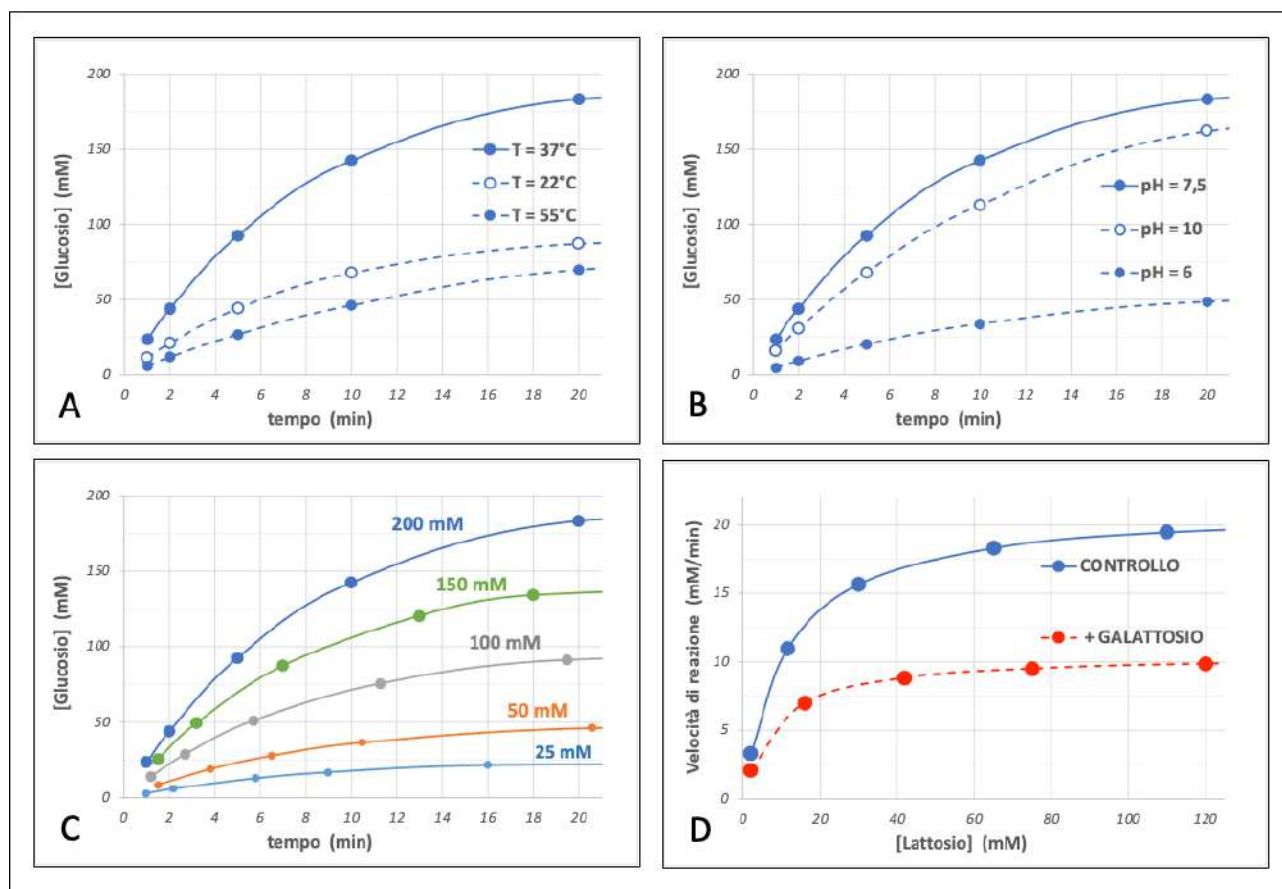 200
150
100
50
0
[Glucosio] (mM)
T = 37°C
T = 22°C
T = 55°C
0 2 4 6 8 10 12 14 16 18 20
tempo (min)
A
200
150
100
50
0
[Glucosio] (mM)
pH = 7,5
pH = 10
pH = 6
0 2 4 6 8 10 12 14 16 18 20
tempo (min)
B
200
150
100
50
0
[Glucosio] (mM)
200 mM
150 mM
100 mM
50 mM
25 mM
0 2 4 6 8 10 12 14 16 18 20
tempo (min)
C
20
15
10
5
0
Velocità di reazione (mM/min)
CONTROLLO
+ GALATTOSIO
0 20 40 60 80 100 120
[Lattosio] (mM)
D